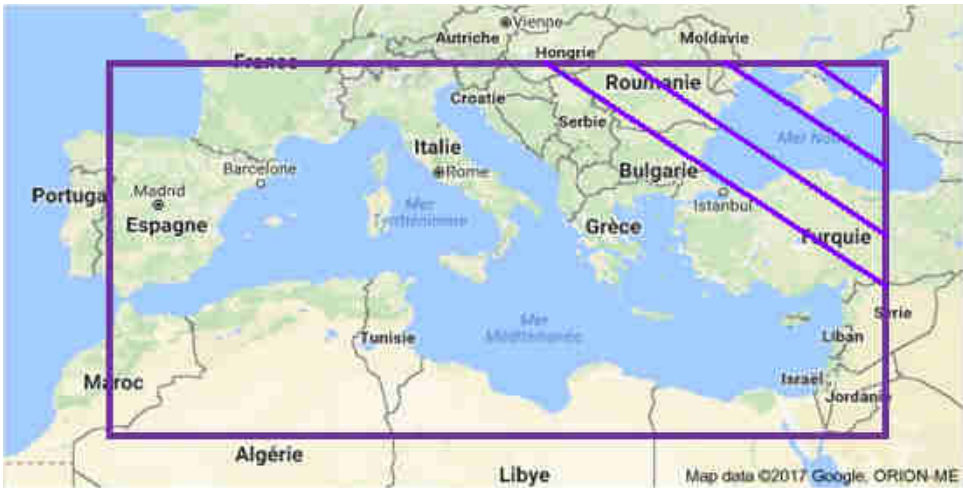 Vienne
Autriche
Moldavie
Hongrie
France
Roumanie
Croatie
Serbie
Mer Noire
Italie
Barcelone
Rome
Bulgarie
Portuga
Madrid
Istanbul
Mer
Tyrrhénienne
Espagne
Grèce
Turquie
Mer
Méditerranée
Syrie
Tunisie
Liban
Maroc
Israël
Jordanie
Algérie
Libye
Map data ©2017 Google, ORION-ME